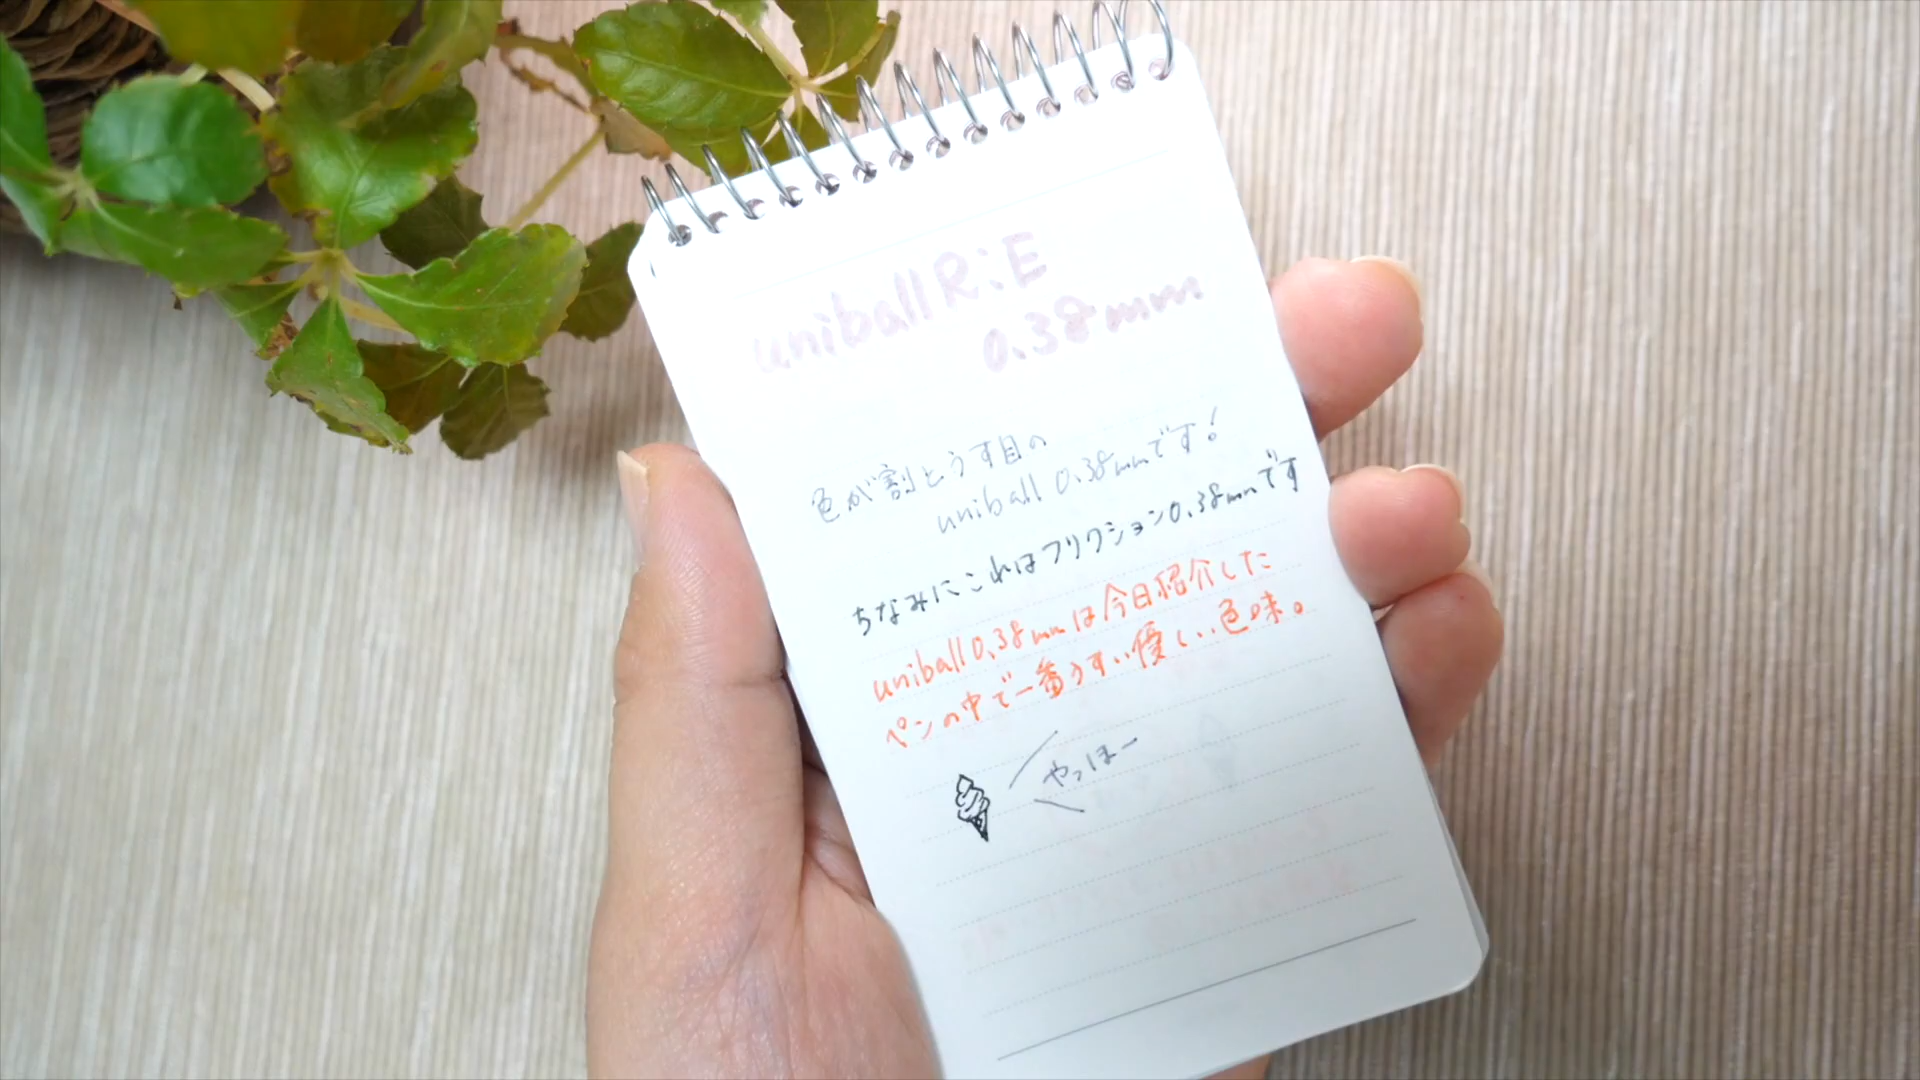 uniball R:E
0.38mm
色が割とうす目の
uniball 0.38mmです!
ちなみにこれはフリクション0.38mmです
uniball 0.38mmは今日紹介した
ペンの中で一番うすい優しい色味。
やっほー